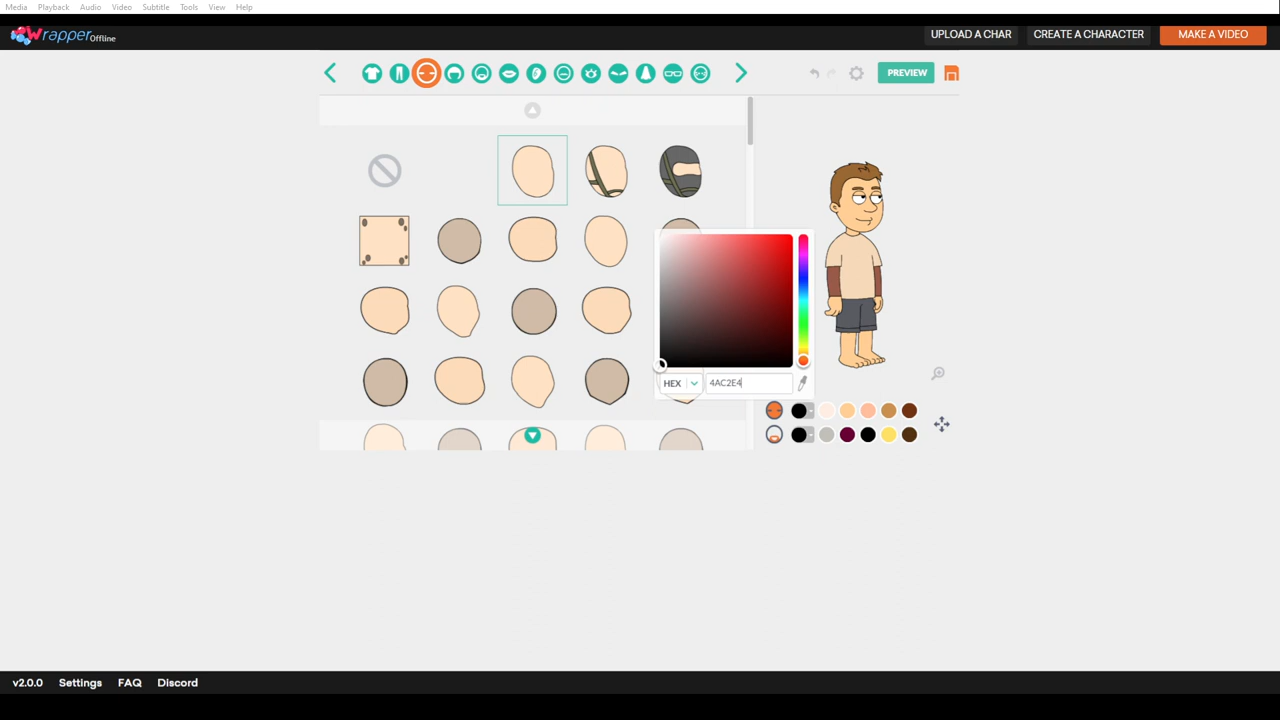 Media Playback Audio Video Subtitle Tools View Help
Wrapper Offline UPLOAD A CHAR CREATE A CHARACTER MAKE A VIDEO
PREVIEW
HEX 4AC2E4
v2.0.0 Settings FAQ Discord